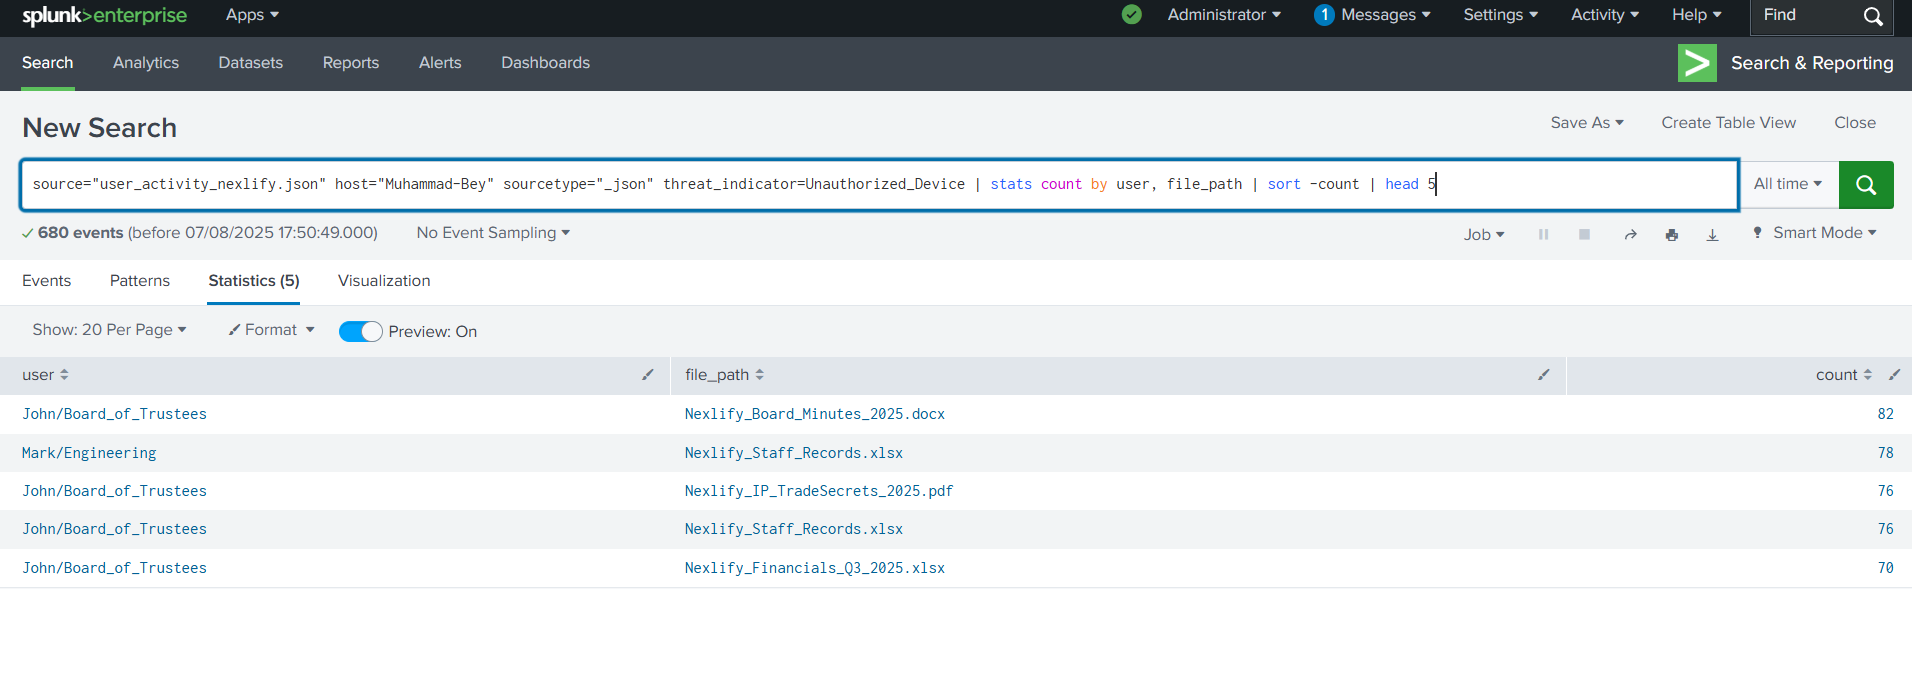 splunk>enterprise Apps Administrator 1 Messages Settings Activity Help Find
Search Analytics Datasets Reports Alerts Dashboards > Search & Reporting
New Search Save As Create Table View Close
source="user_activity_nexlify.json" host="Muhammad-Bey" sourcetype="_json" threat_indicator=Unauthorized_Device | stats count by user, file_path | sort -count | head 5 All time
680 events (before 07/08/2025 17:50:49.000) No Event Sampling Job Smart Mode
Events Patterns Statistics (5) Visualization
Show: 20 Per Page Format Preview: On
user file_path count
John/Board_of_Trustees Nexlify_Board_Minutes_2025.docx 82
Mark/Engineering Nexlify_Staff_Records.xlsx 78
John/Board_of_Trustees Nexlify_IP_TradeSecrets_2025.pdf 76
John/Board_of_Trustees Nexlify_Staff_Records.xlsx 76
John/Board_of_Trustees Nexlify_Financials_Q3_2025.xlsx 70